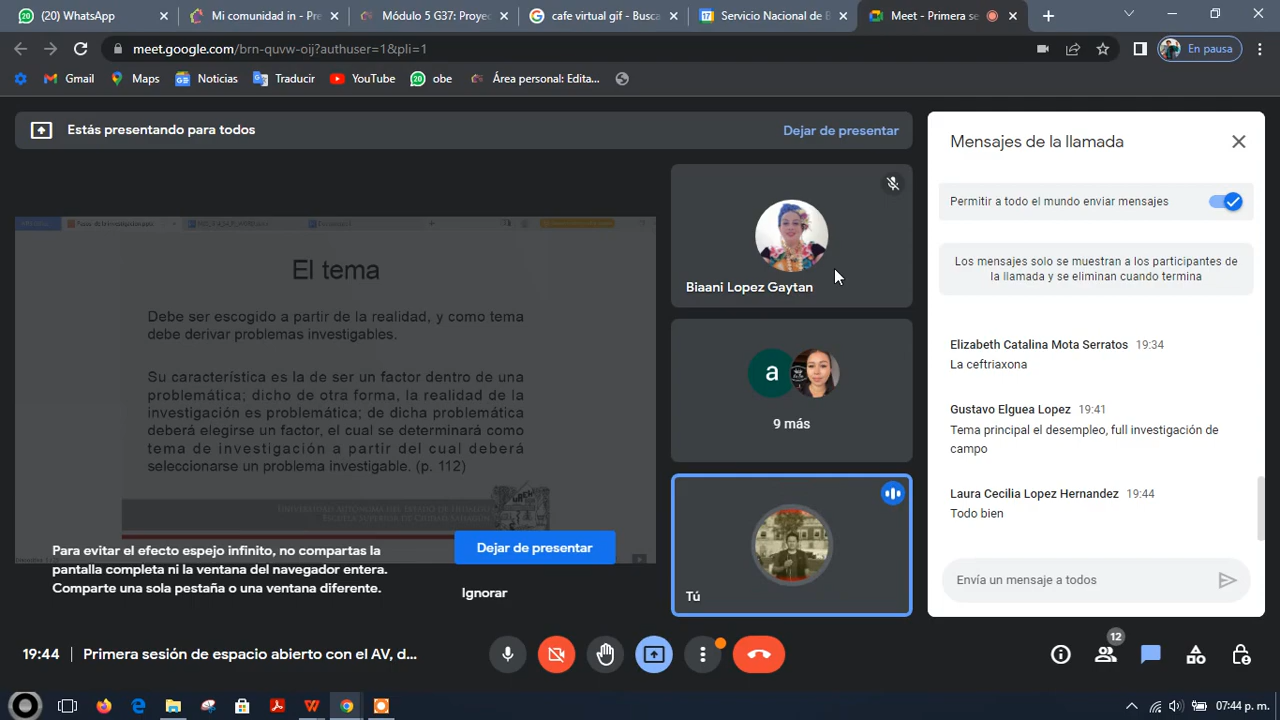 (20) WhatsApp
Mi comunidad in - Pre
Módulo 5 G37: Proye
cafe virtual gif - Busca
Servicio Nacional de B
Meet - Primera se
meet.google.com/brn-quvw-oij?authuser=1&pli=1
En pausa
Gmail
Maps
Noticias
Traducir
YouTube
obe
Área personal: Edita...
Estás presentando para todos
Dejar de presentar
El tema
Debe ser escogido a partir de la realidad, y como tema
debe derivar problemas investigables.
Su característica es la de ser un factor dentro de una
problemática; dicho de otra forma, la realidad de la
investigación es problemática; de dicha problemática
deberá elegirse un factor, el cual se determinará como
tema de investigación a partir del cual deberá
seleccionarse un problema investigable. (p. 112)
Para evitar el efecto espejo infinito, no compartas la
pantalla completa ni la ventana del navegador entera.
Comparte una sola pestaña o una ventana diferente.
Dejar de presentar
Ignorar
Biaani Lopez Gaytan
a
9 más
Tú
Mensajes de la llamada
Permitir a todo el mundo enviar mensajes
Los mensajes solo se muestran a los participantes de
la llamada y se eliminan cuando termina
Elizabeth Catalina Mota Serratos 19:34
La ceftriaxona
Gustavo Elguea Lopez 19:41
Tema principal el desempleo, full investigación de
campo
Laura Cecilia Lopez Hernandez 19:44
Todo bien
Envía un mensaje a todos
19:44 | Primera sesión de espacio abierto con el AV, d...
12
07:44 p. m.